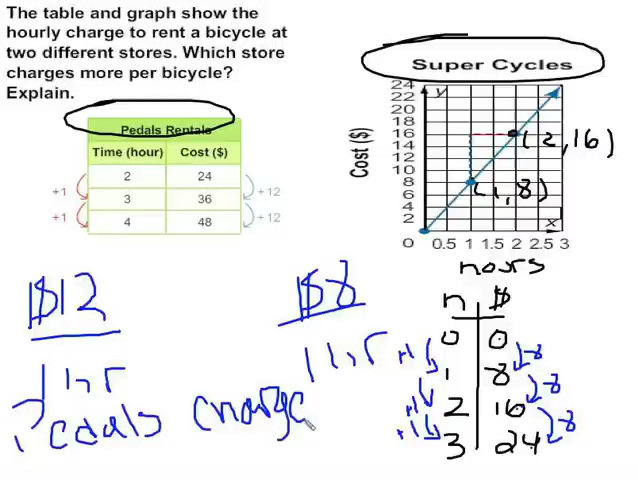 The table and graph show the
hourly charge to rent a bicycle at
two different stores. Which store
charges more per bicycle?
Explain.
Pedals Rentals
Time (hour) Cost ($)
2 24
3 36
4 48
+1 +12
+1 +12
Super Cycles
Cost ($)
y
24
22
20
18
16
14
12
10
8
6
4
2
0 0.5 1 1.5 2 2.5 3
x
(2,16)
(1,8)
hours
$12
1 hr
$8
1 hr
h $
0 0
1 8
2 16
3 24
+1 8
+1 8
+1 8
Pedals charge